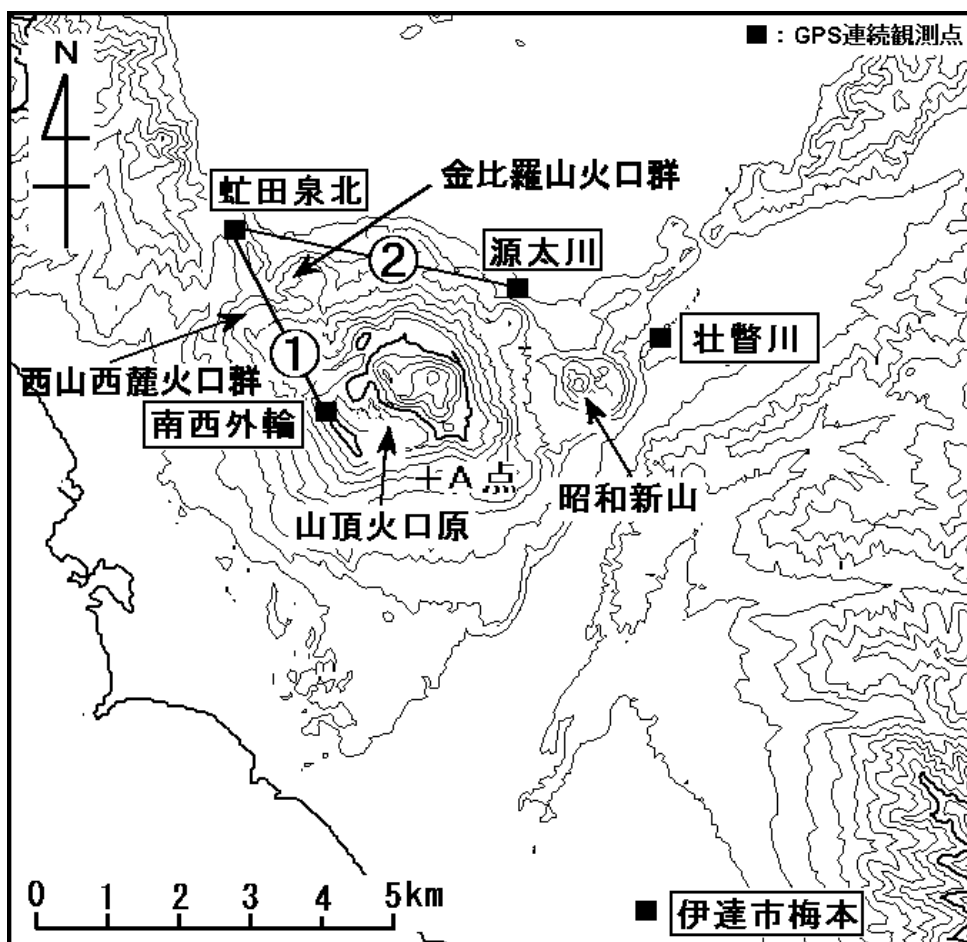 ■：GPS連続観測点
N
金比羅山火口群
虻田泉北
②
源太川
壮瞥川
①
西山西麓火口群
南西外輪
+A点
昭和新山
山頂火口原
0 1 2 3 4 5km
伊達市梅本